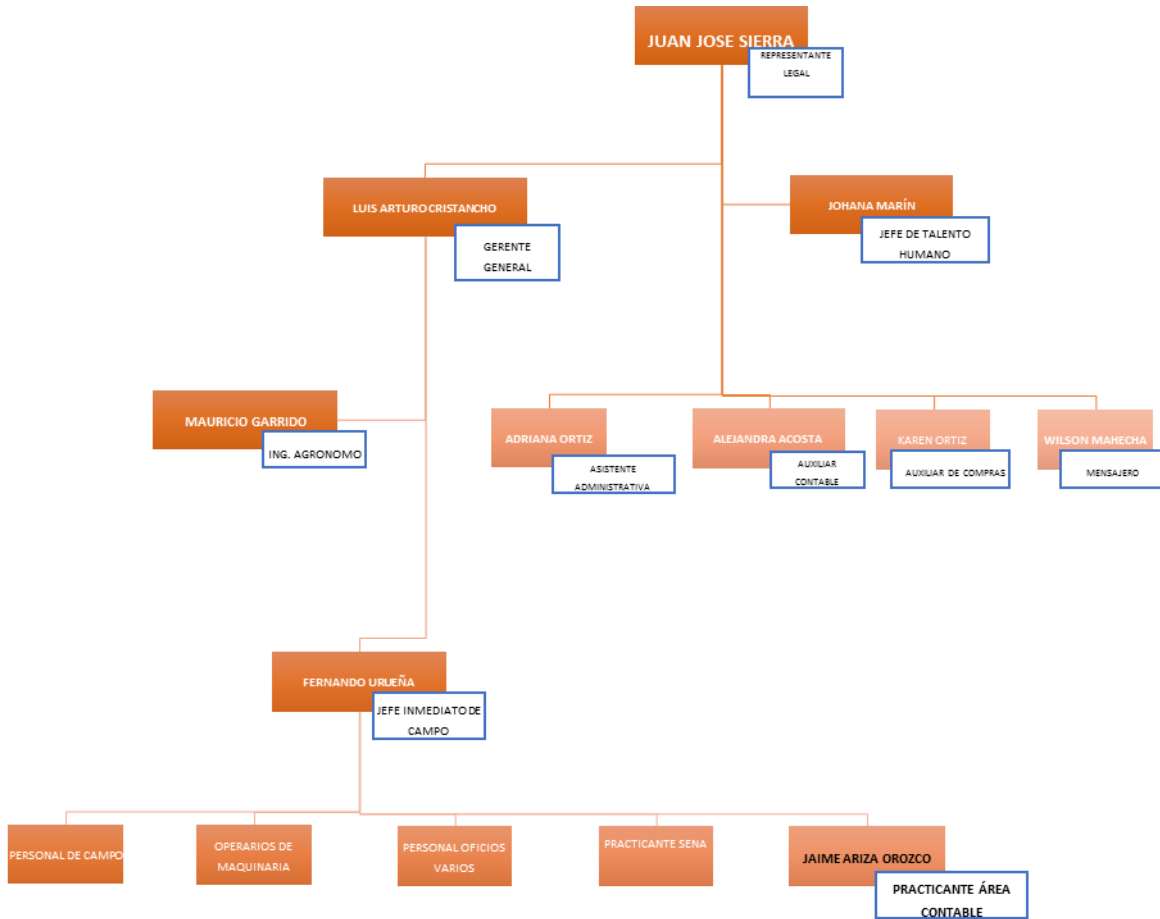 JUAN JOSE SIERRA
REPRESENTANTE
LEGAL
LUIS ARTURO CRISTANCHO
GERENTE
GENERAL
JOHANA MARÍN
JEFE DE TALENTO
HUMANO
MAURICIO GARRIDO
ING. AGRONOMO
ADRIANA ORTIZ
ASISTENTE
ADMINISTRATIVA
ALEJANDRA ACOSTA
AUXILIAR
CONTABLE
KAREN ORTIZ
AUXILIAR DE COMPRAS
WILSON MAHECHA
MENSAJERO
FERNANDO URUEÑA
JEFE INMEDIATO DE
CAMPO
PERSONAL DE CAMPO
OPERARIOS DE
MAQUINARIA
PERSONAL OFICIOS
VARIOS
PRACTICANTE SENA
JAIME ARIZA OROZCO
PRACTICANTE ÁREA
CONTABLE